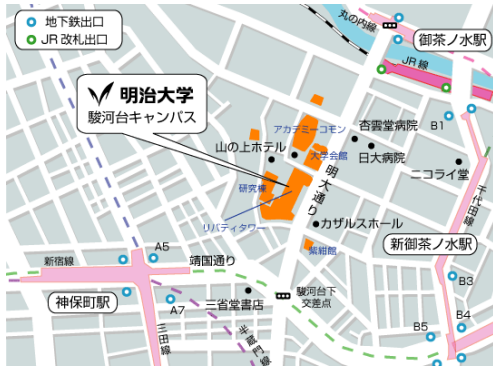 地下鉄出口
JR 改札出口
丸の内線
御茶ノ水駅
JR 線
明治大学
駿河台キャンパス
アカデミーコモン
杏雲堂病院
B1
山の上ホテル
大学会館
日大病院
ニコライ堂
研究棟
明大通り
千代田線
リバティタワー
カザルスホール
新御茶ノ水駅
紫紺館
新宿線
A5
靖国通り
B3
神保町駅
A7
三省堂書店
駿河台下
交差点
三田線
半蔵門線
B5
B4